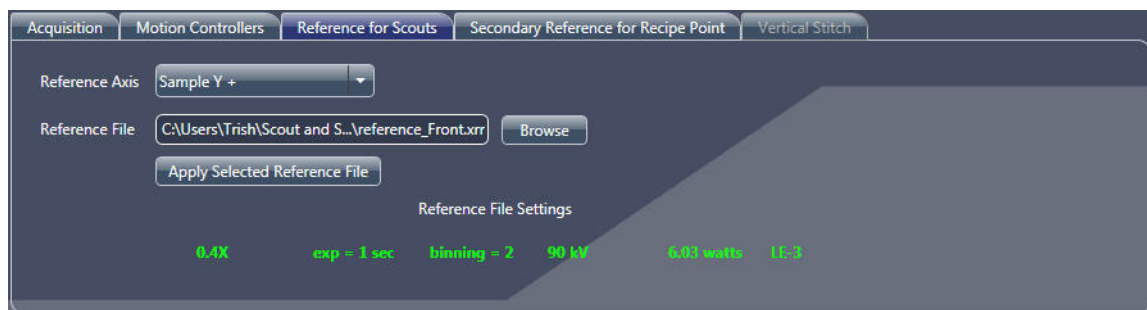 Acquisition Motion Controllers Reference for Scouts Secondary Reference for Recipe Point Vertical Stitch
Reference Axis Sample Y +
Reference File C:\Users\Trish\Scout and S...\reference_Front.xrr Browse
Apply Selected Reference File
Reference File Settings
0.4X exp = 1 sec binning = 2 90 kV 6.03 watts LE-3